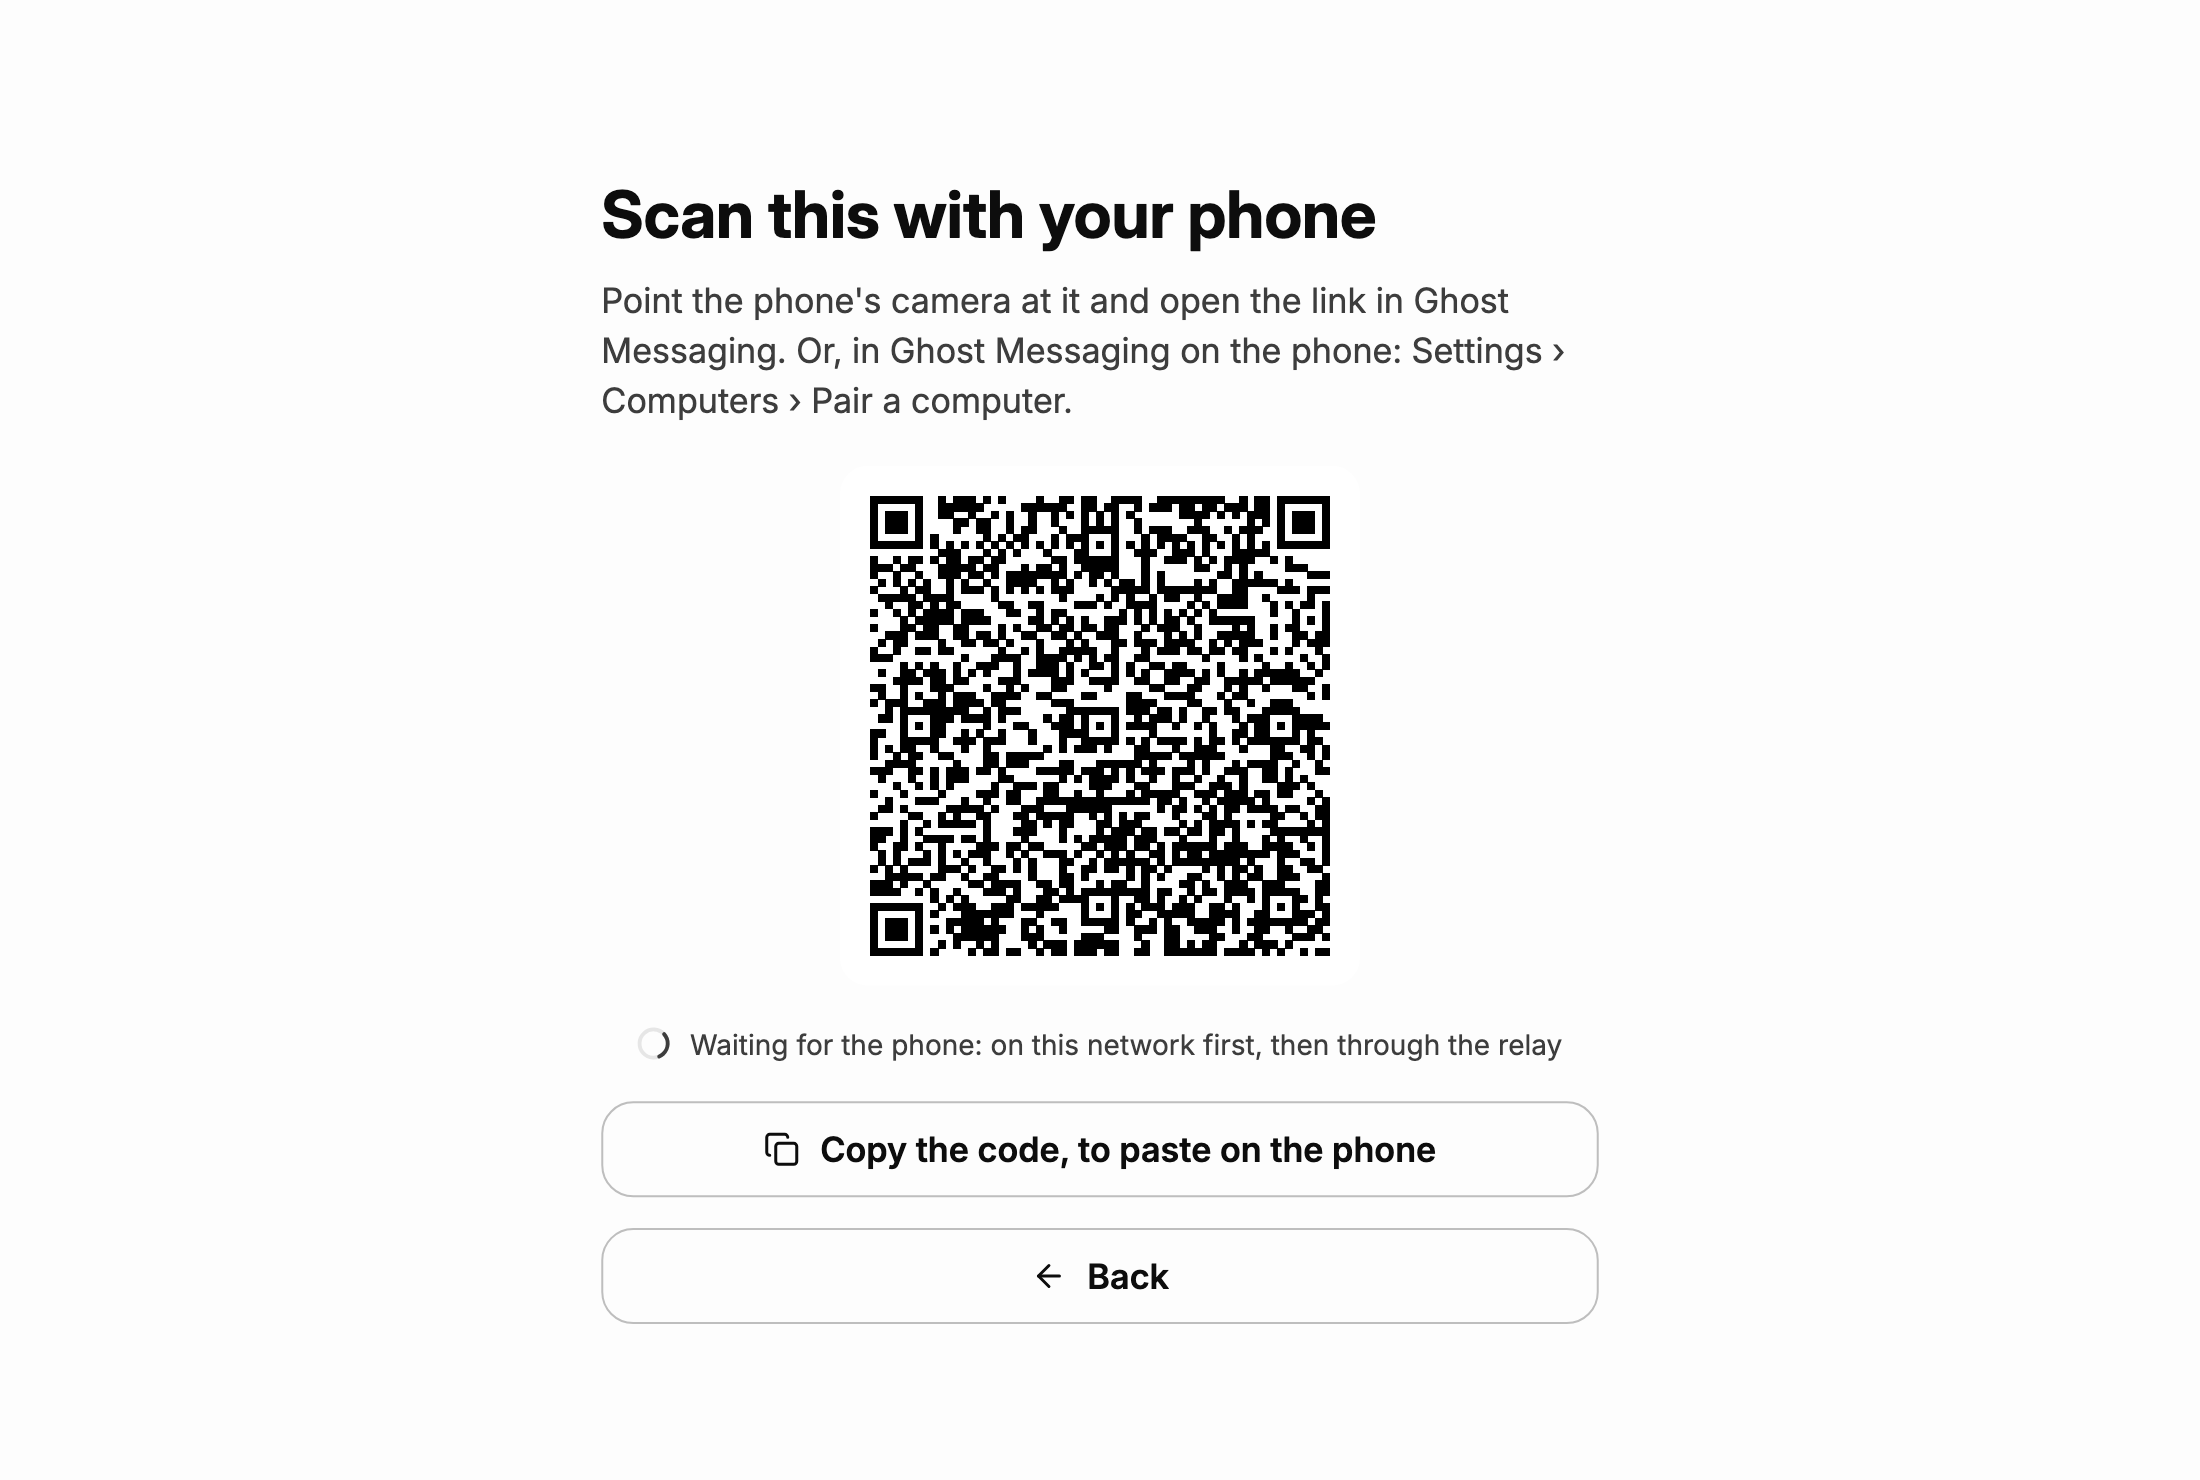 Scan this with your phone
Point the phone's camera at it and open the link in Ghost
Messaging. Or, in Ghost Messaging on the phone: Settings ›
Computers › Pair a computer.
Waiting for the phone: on this network first, then through the relay
Copy the code, to paste on the phone
Back